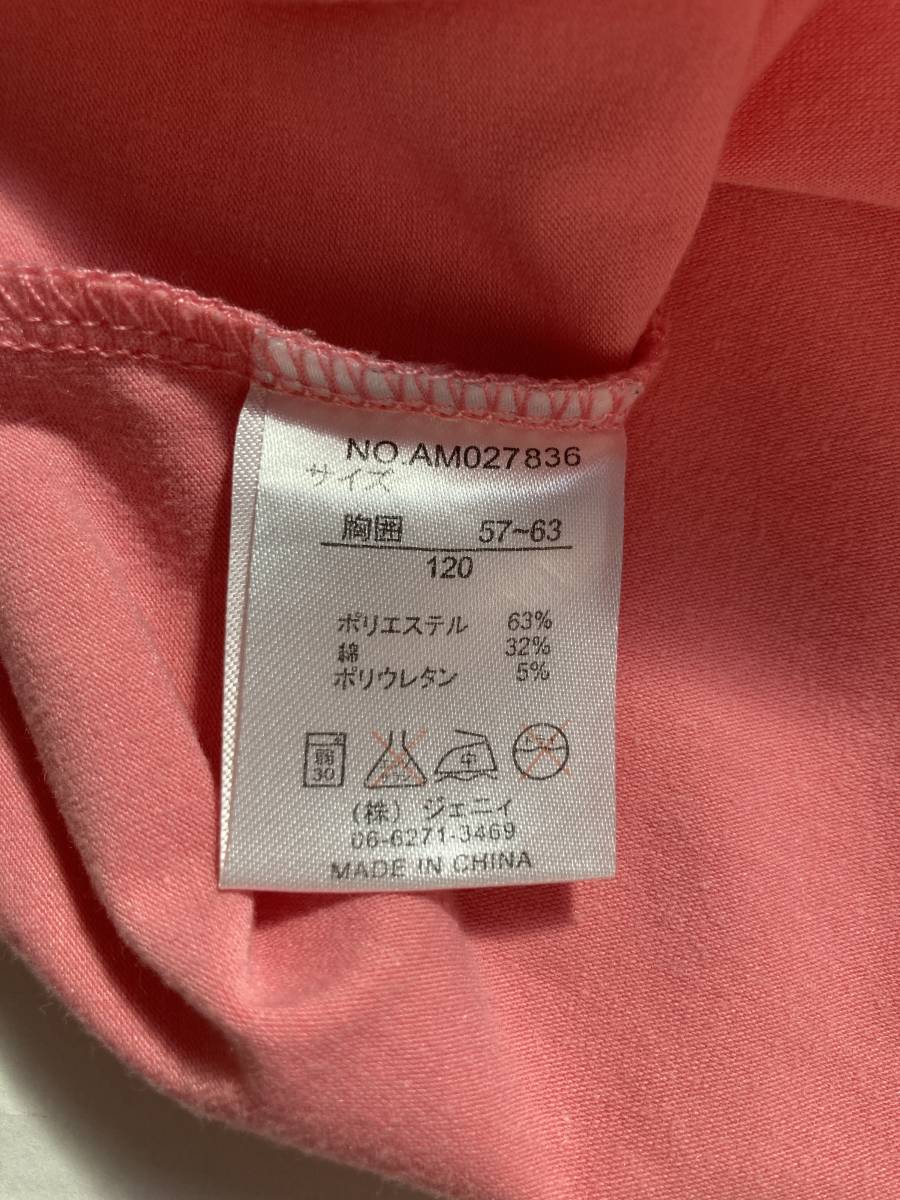 NO.AM027836
サイズ
胸囲 57~63
120
ポリエステル 63%
綿 32%
ポリウレタン 5%
弱 中
30
(株) ジェニィ
06-6271-3469
MADE IN CHINA